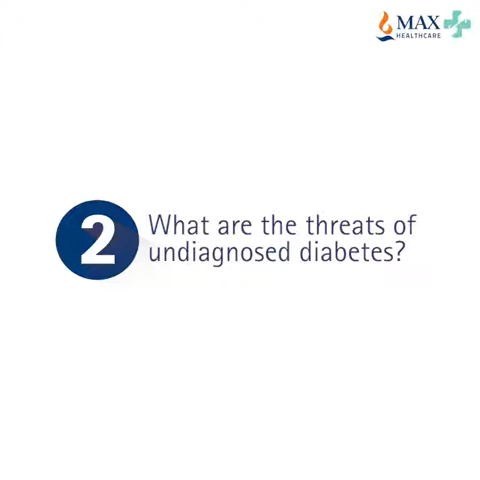 MAX
HEALTHCARE
2
What are the threats of
undiagnosed diabetes?